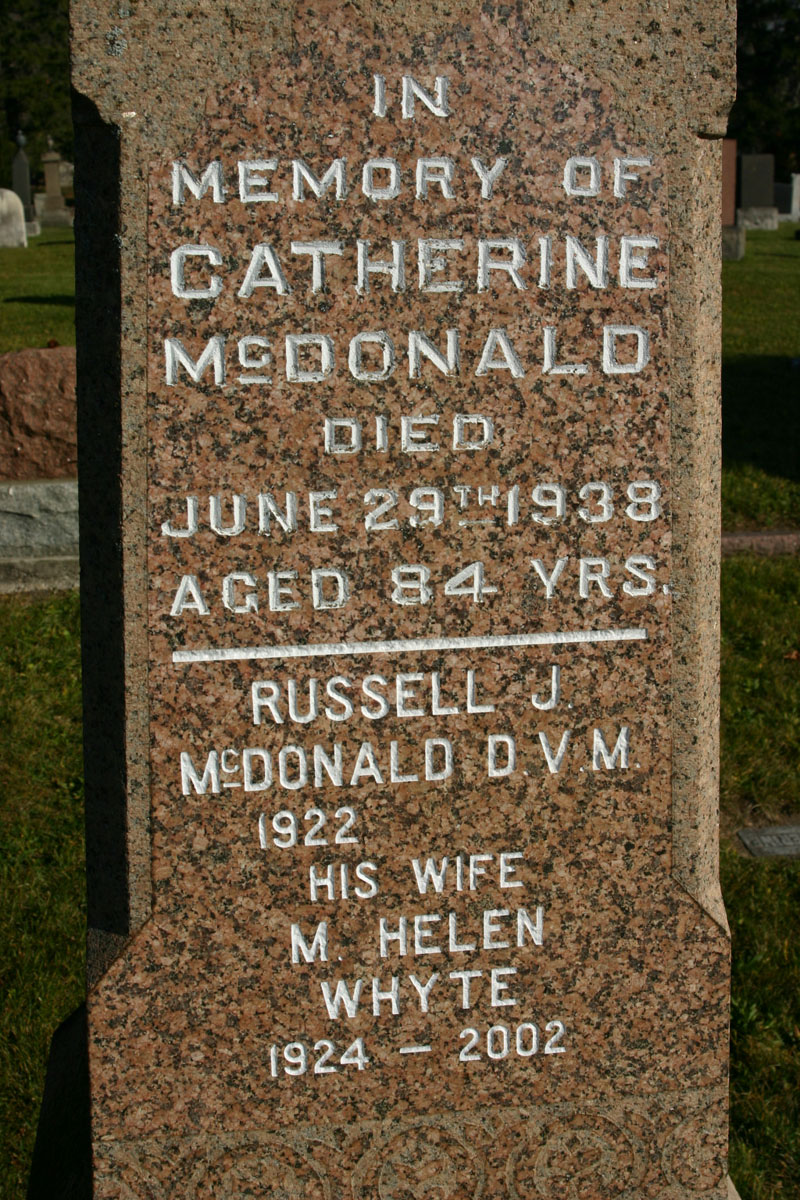 IN
MEMORY OF
CATHERINE
McDONALD
DIED
JUNE 29TH 1938
AGED 84 YRS.
RUSSELL J.
McDONALD D.V.M.
1922
HIS WIFE
M. HELEN
WHYTE
1924 – 2002